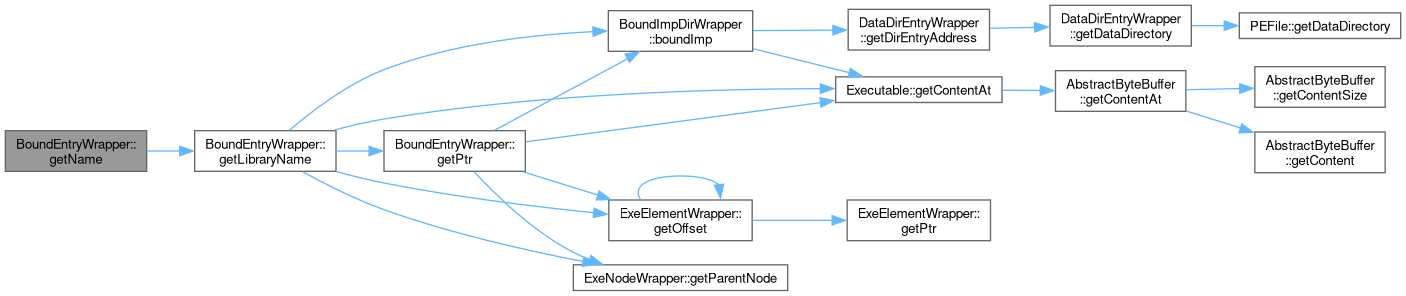 BoundEntryWrapper::
getName
BoundEntryWrapper::
getLibraryName
BoundImpDirWrapper
::boundImp
DataDirEntryWrapper
::getDirEntryAddress
DataDirEntryWrapper
::getDataDirectory
PEFile::getDataDirectory
Executable::getContentAt
AbstractByteBuffer
::getContentAt
AbstractByteBuffer
::getContentSize
AbstractByteBuffer
::getContent
BoundEntryWrapper::
getPtr
ExeElementWrapper::
getOffset
ExeElementWrapper::
getPtr
ExeNodeWrapper::getParentNode